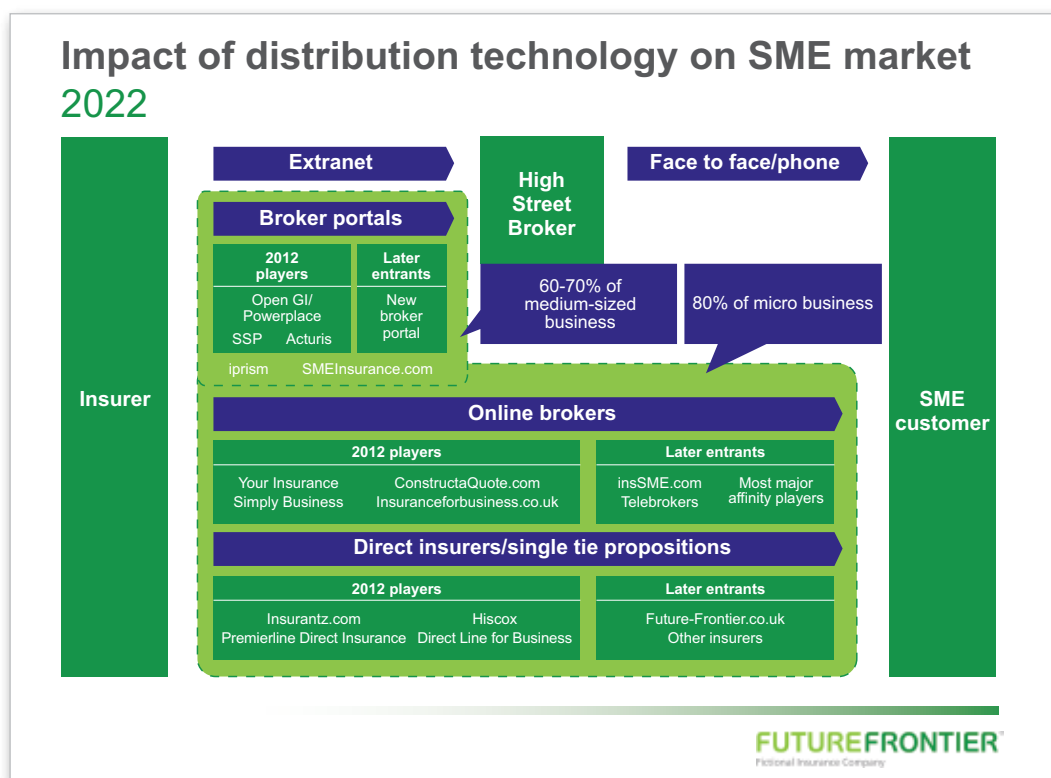 Impact of distribution technology on SME market
2022
Insurer
Extranet
High
Street
Broker
Face to face/phone
Broker portals
2012
players
Open GI/
Powerplace
SSP Acturis
Later
entrants
New
broker
portal
iprism SMEInsurance.com
60-70% of
medium-sized
business
80% of micro business
Online brokers
2012 players
Your Insurance ConstructaQuote.com
Simply Business Insuranceforbusiness.co.uk
Later entrants
insSME.com
Telebrokers
Most major
affinity players
Direct insurers/single tie propositions
2012 players
Insurantz.com Hiscox
Premierline Direct Insurance Direct Line for Business
Later entrants
Future-Frontier.co.uk
Other insurers
SME
customer
FUTUREFRONTIER™
Fictional Insurance Company